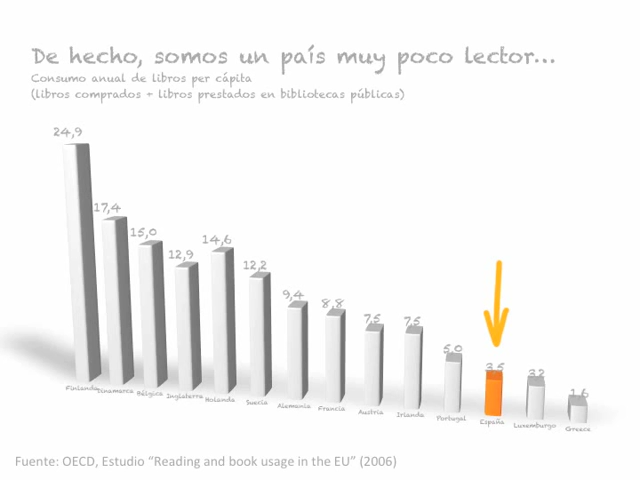 De hecho, somos un país muy poco lector...
Consumo anual de libros per cápita
(libros comprados + libros prestados en bibliotecas públicas)
24,9
17,4
15,0
12,9
14,6
12,2
9,4
8,8
7,5
7,5
5,0
3,5
3,2
1,6
Finlandia
Dinamarca
Bélgica
Inglaterra
Holanda
Suecia
Alemania
Francia
Austria
Irlanda
Portugal
España
Luxemburgo
Greece
Fuente: OECD, Estudio “Reading and book usage in the EU” (2006)